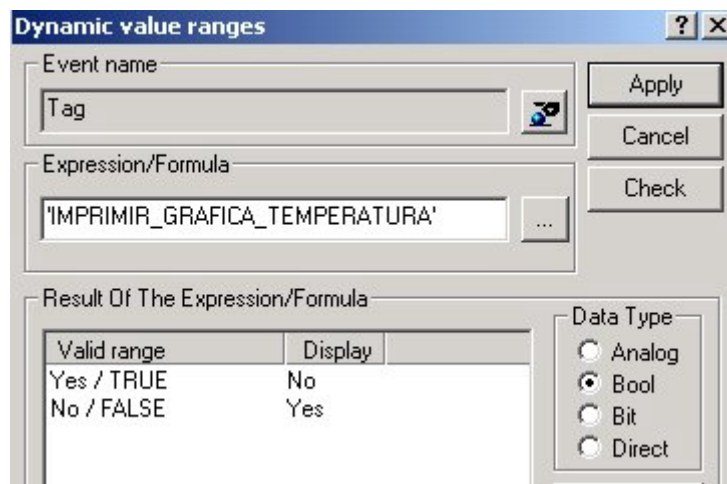 Dynamic value ranges
Event name
Tag
Apply
Cancel
Expression/Formula
Check
'IMPRIMIR_GRAFICA_TEMPERATURA'
...
Result Of The Expression/Formula
Data Type
Valid range Display
Analog
Yes / TRUE No
Bool
No / FALSE Yes
Bit
Direct